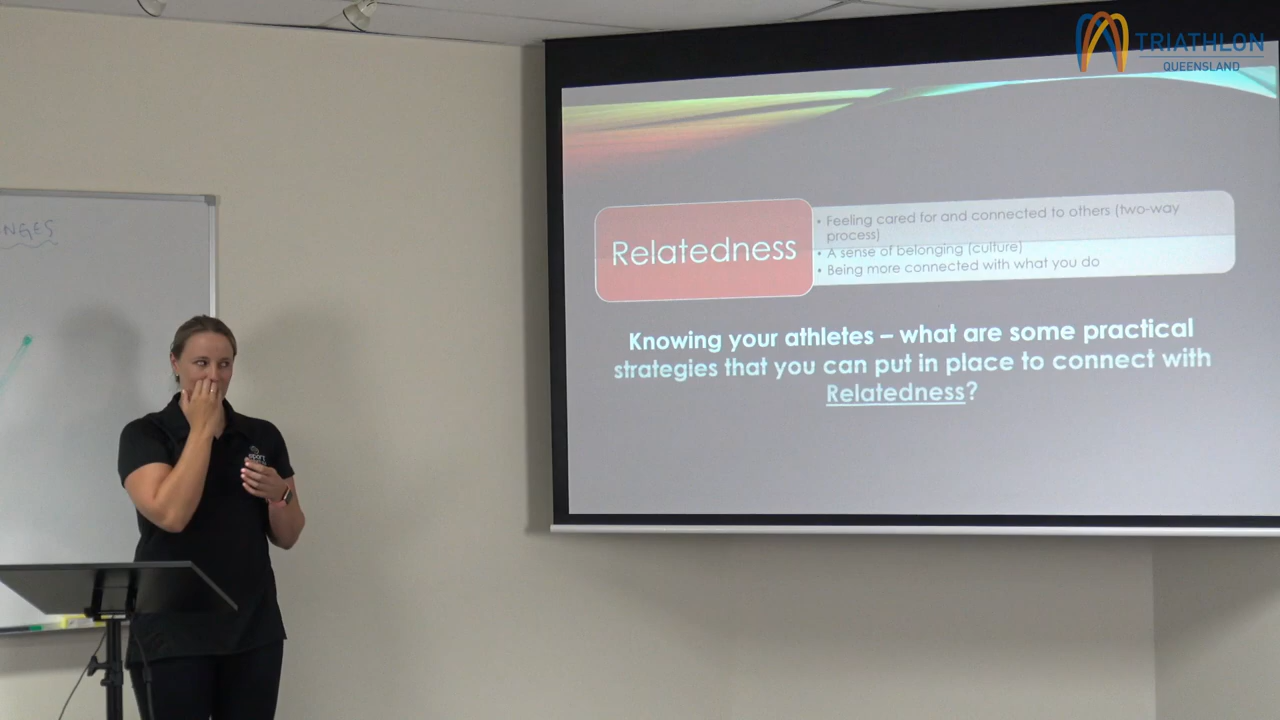 TRIATHLON
QUEENSLAND
NGES
Relatedness
• Feeling cared for and connected to others (two-way
process)
• A sense of belonging (culture)
• Being more connected with what you do
Knowing your athletes – what are some practical
strategies that you can put in place to connect with
Relatedness?